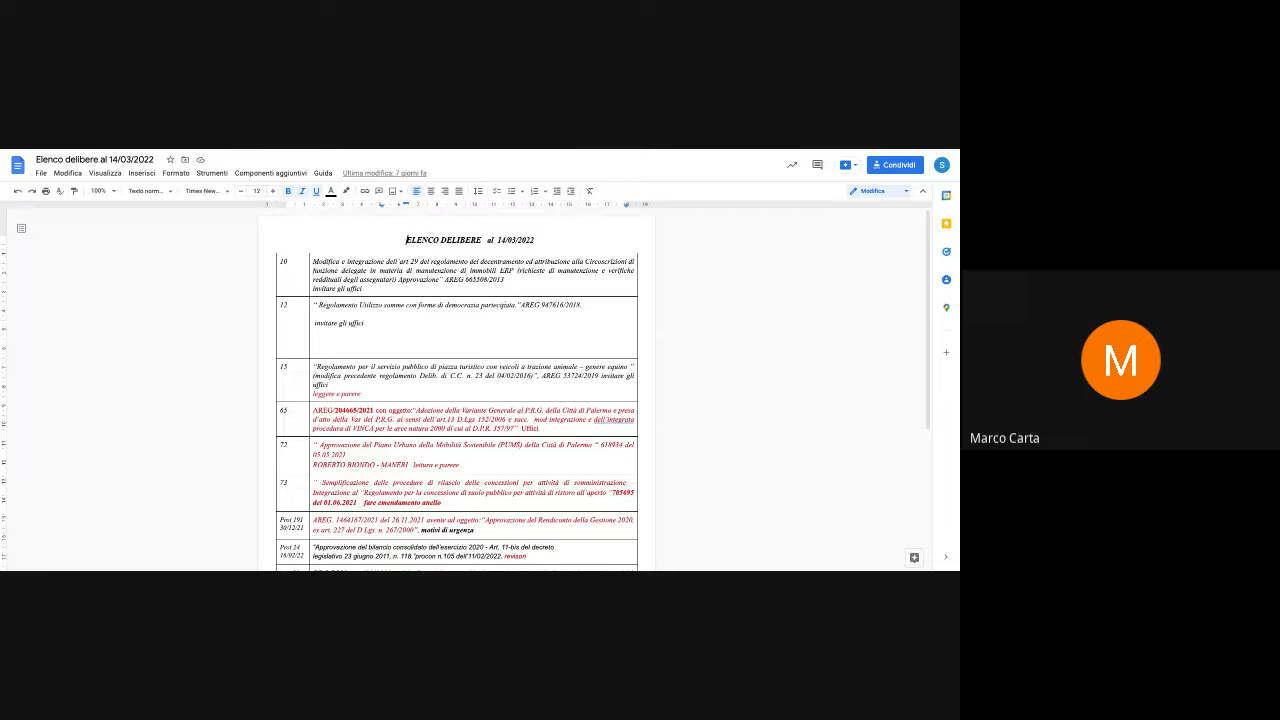 Elenco delibere al 14/03/2022
File Modifica Visualizza Inserisci Formato Strumenti Componenti aggiuntivi Guida Ultima modifica: 7 giorni fa
Condividi
S
100% Testo norm... Times New... 12 Modifica
ELENCO DELIBERE al 14/03/2022
10
Modifica e integrazione dell'art 29 del regolamento del decentramento ed attribuzione alla Circoscrizioni di
funzione delegate in materia di manutenzione di immobili ERP (richieste di manutenzione e verifiche
reddituali degli assegnatari) Approvazione" AREG 665508/2013
invitare gli uffici
12
" Regolamento Utilizzo somme con forme di democrazia partecipata."AREG 947616/2018.
invitare gli uffici
15
"Regolamento per il servizio pubblico di piazza turistico con veicoli a trazione animale – genere equino "
(modifica precedente regolamento Delib. di C.C. n. 23 del 04/02/2016)", AREG 53724/2019 invitare gli
uffici
leggere e parere
65
AREG/204665/2021 con oggetto:"Adozione della Variante Generale al P.R.G. della Città di Palermo e presa
d'atto della Vas del P.R.G. ai sensi dell'art.13 D.Lgs 152/2006 e succ. mod integrazione e dell'integrata
procedura di VINCA per le aree natura 2000 di cui al D.P.R. 357/97" Uffici
72
" Approvazione del Piano Urbano della Mobilità Sostenibile (PUMS) della Città di Palermo " 618934 del
05.05.2021
ROBERTO BIONDO - MANERI lettura e parere
73
" Semplificazione delle procedure di rilascio delle concessioni per attività di somministrazione –
Integrazione al "Regolamento per la concessione di suolo pubblico per attività di ristoro all'aperto "705695
del 01.06.2021 fare emendamento anello
Prot 191
30/12/21
AREG. 1464167/2021 del 26.11.2021 avente ad oggetto:"Approvazione del Rendiconto della Gestione 2020,
ex art. 227 del D.Lgs. n. 267/2000", motivi di urgenza
Prot 24
16/02/22
"Approvazione del bilancio consolidato dell'esercizio 2020 - Art. 11-bis del decreto
legislativo 23 giugno 2011, n. 118."procon n.105 dell'11/02/2022. revisori
M
Marco Carta